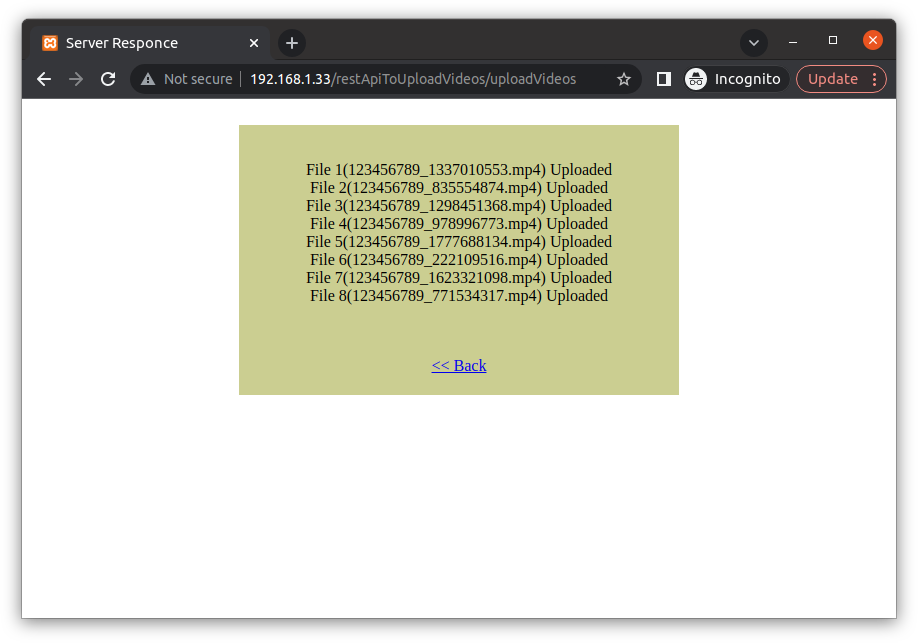 Server Responce
Not secure 192.168.1.33/restApiToUploadVideos/uploadVideos
Incognito
Update
File 1(123456789_1337010553.mp4) Uploaded
File 2(123456789_835554874.mp4) Uploaded
File 3(123456789_1298451368.mp4) Uploaded
File 4(123456789_978996773.mp4) Uploaded
File 5(123456789_1777688134.mp4) Uploaded
File 6(123456789_222109516.mp4) Uploaded
File 7(123456789_1623321098.mp4) Uploaded
File 8(123456789_771534317.mp4) Uploaded
<< Back